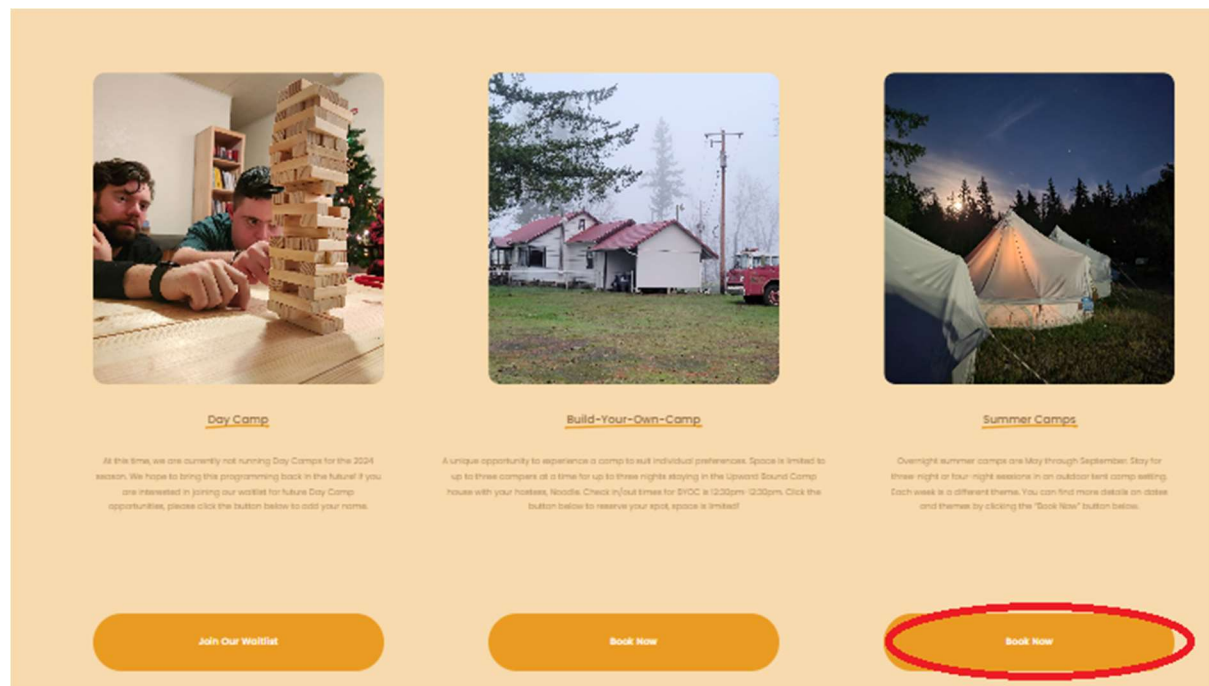 Day Camp
At this time, we are currently not running Day Camps for the 2024
season. We hope to bring this programming back in the future! If you
are interested in joining our waitlist for future Day Camp
opportunities, please click the button below to add your name.
Join Our Waitlist
Build-Your-Own-Camp
A unique opportunity to experience a camp to suit individual preferences. Space is limited to
up to three campers at a time for up to three nights staying in the Upward Sound Camp
house with your hostess, Noodle. Check in/out times for BYOC is 12:30pm-12:30pm. Click the
button below to reserve your spot, space is limited!
Book Now
Summer Camps
Overnight summer camps are May through September. Stay for
three-night or four-night sessions in an outdoor tent camp setting.
Each week is a different theme. You can find more details on dates
and themes by clicking the "Book Now" button below.
Book Now